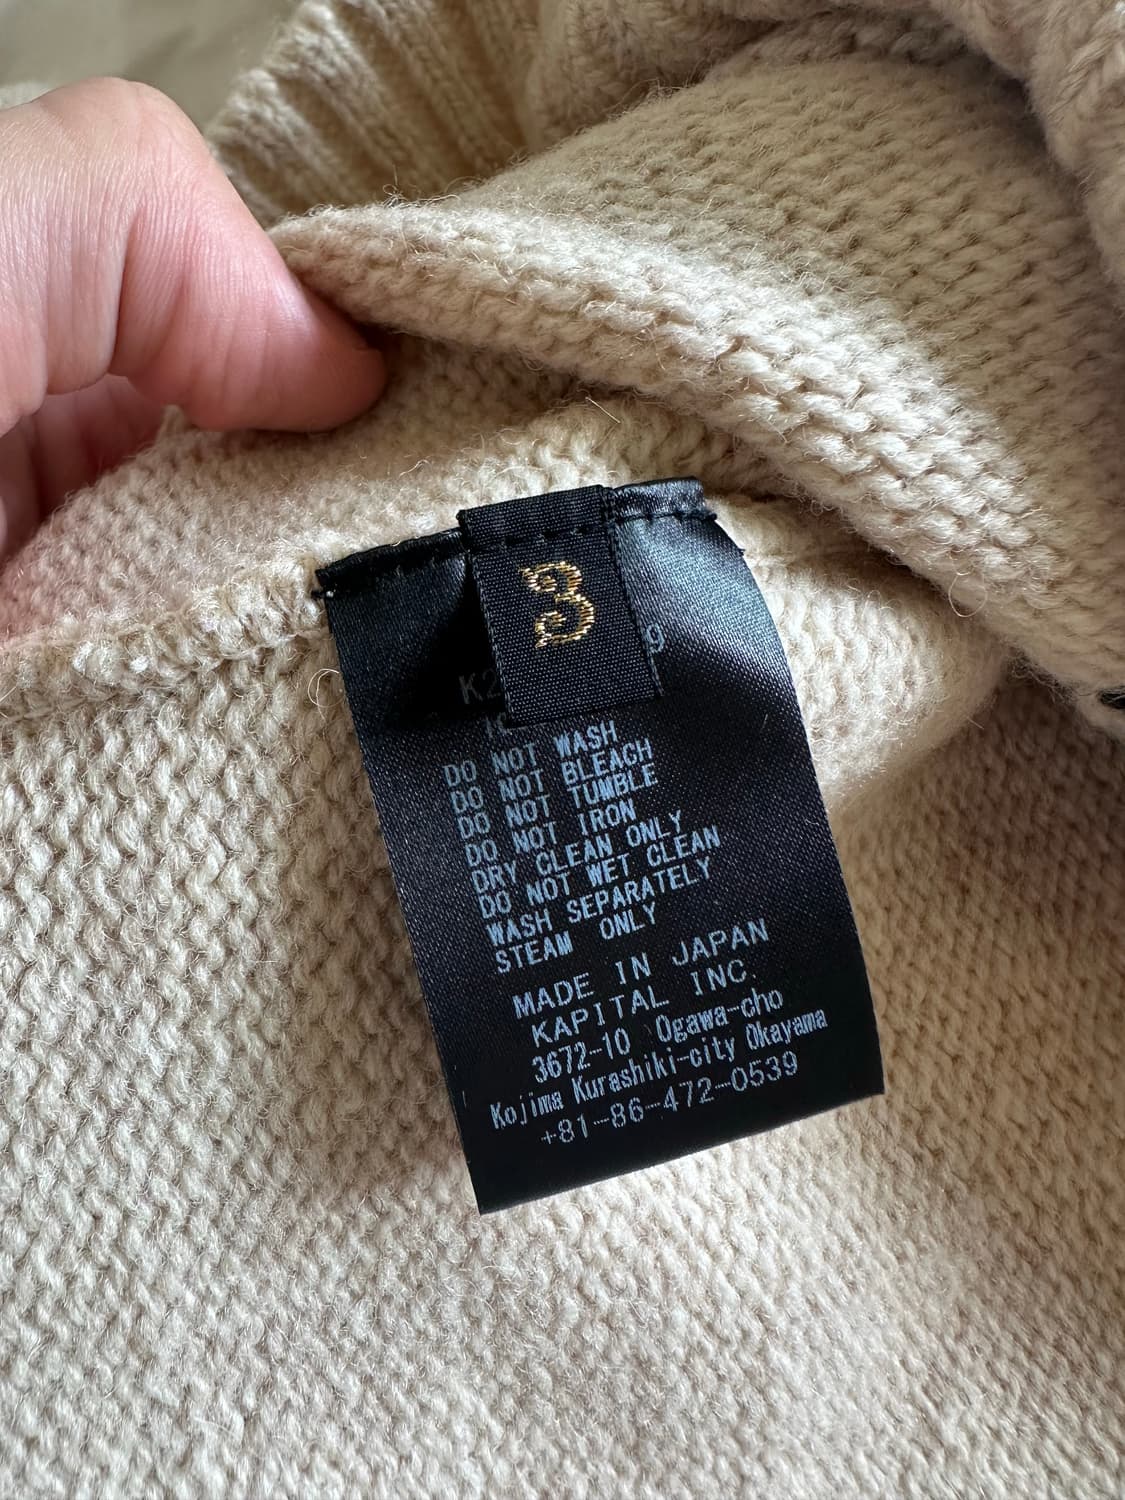 3
DO NOT WASH
DO NOT BLEACH
DO NOT TUMBLE
DO NOT IRON
DRY CLEAN ONLY
DO NOT WET CLEAN
WASH SEPARATELY
STEAM ONLY
MADE IN JAPAN
KAPITAL INC.
3672-10 Ogawa-cho
Kojima Kurashiki-city Okayama
+81-86-472-0539